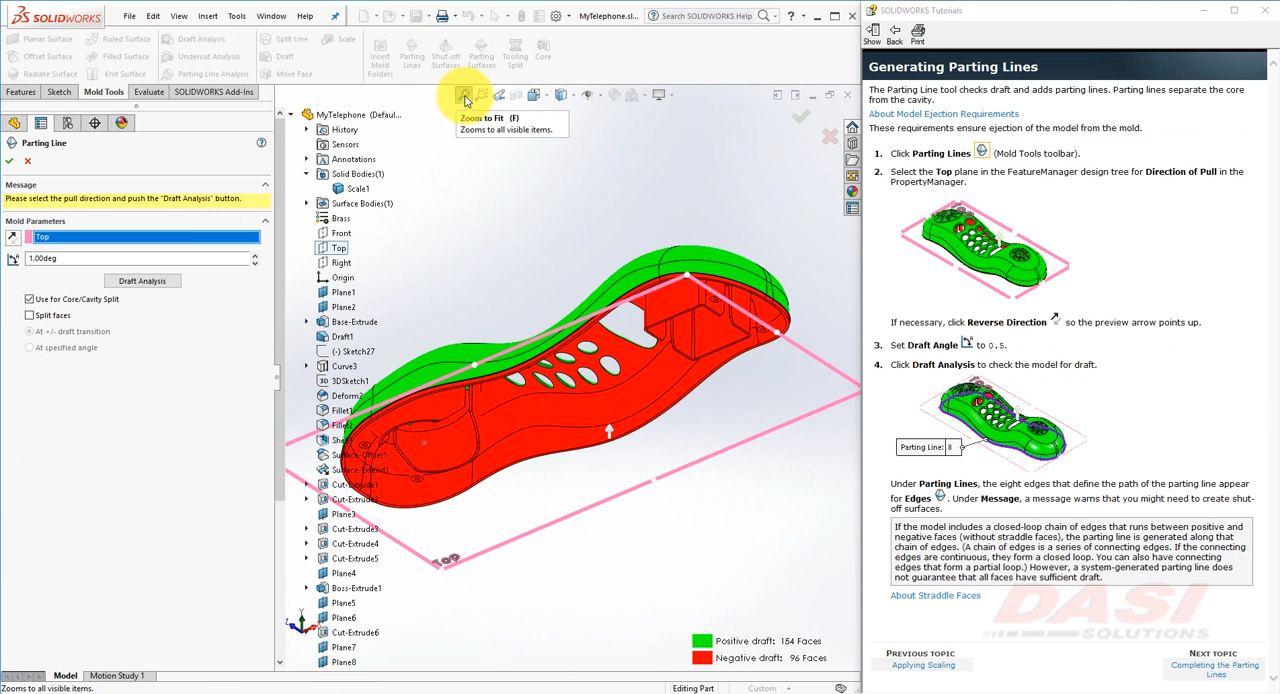 SOLIDWORKS
File
Edit
View
Insert
Tools
Window
Help
MyTelephone.sl...
Search SOLIDWORKS Help
?
Planar Surface
Ruled Surface
Draft Analysis
Split Line
Scale
Offset Surface
Filled Surface
Undercut Analysis
Draft
Radiate Surface
Knit Surface
Parting Line Analysis
Move Face
Insert Mold Folders
Parting Lines
Shut-off Surfaces
Parting Surfaces
Tooling Split
Core
Features
Sketch
Mold Tools
Evaluate
SOLIDWORKS Add-Ins
Zoom to Fit (F)
Zooms to all visible items.
Parting Line
Message
Please select the pull direction and push the 'Draft Analysis' button.
Mold Parameters
Top
1.00deg
Draft Analysis
Use for Core/Cavity Split
Split faces
At +/- draft transition
At specified angle
MyTelephone (Defaul...
History
Sensors
Annotations
Solid Bodies(1)
Scale1
Surface Bodies(1)
Brass
Front
Top
Right
Origin
Plane1
Plane2
Base-Extrude
Draft1
(-) Sketch27
Curve3
3DSketch1
Deform2
Fillet1
Fillet2
Surface-Offset1
Surface-Extend1
Cut-Extrude1
Plane3
Cut-Extrude3
Cut-Extrude4
Cut-Extrude5
Plane4
Boss-Extrude1
Plane5
Plane6
Cut-Extrude6
Plane7
Plane8
Top
Positive draft: 154 Faces
Negative draft: 96 Faces
Model
Motion Study 1
Zooms to all visible items.
Editing Part
Custom
SOLIDWORKS Tutorials
Show
Back
Print
Generating Parting Lines
The Parting Line tool checks draft and adds parting lines. Parting lines separate the core
from the cavity.
About Model Ejection Requirements
These requirements ensure ejection of the model from the mold.
1. Click Parting Lines (Mold Tools toolbar).
2. Select the Top plane in the FeatureManager design tree for Direction of Pull in the
PropertyManager.
If necessary, click Reverse Direction so the preview arrow points up.
3. Set Draft Angle to 0.5.
4. Click Draft Analysis to check the model for draft.
Parting Line: 8
Under Parting Lines, the eight edges that define the path of the parting line appear
for Edges . Under Message, a message warns that you might need to create shut-
off surfaces.
If the model includes a closed-loop chain of edges that runs between positive and
negative faces (without straddle faces), the parting line is generated along that
chain of edges. (A chain of edges is a series of connecting edges. If the connecting
edges are continuous, they form a closed loop. You can also have connecting
edges that form a partial loop.) However, a system-generated parting line does
not guarantee that all faces have sufficient draft.
About Straddle Faces
DASI
SOLUTIONS
PREVIOUS TOPIC
Applying Scaling
NEXT TOPIC
Completing the Parting
Lines